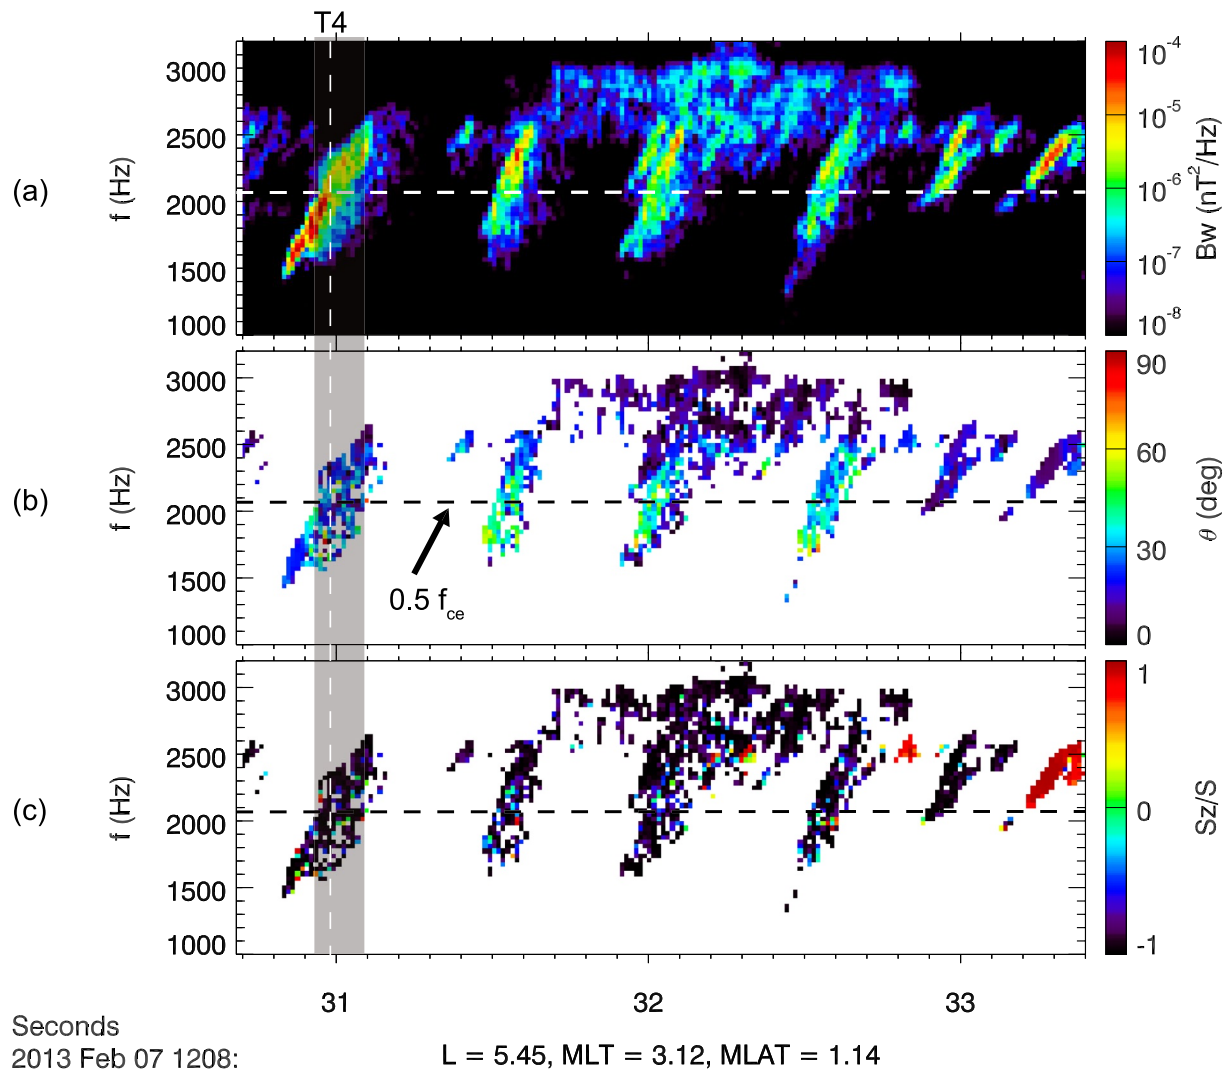 T4
(a)
f (Hz)
3000
2500
2000
1500
1000
10^-4
10^-5
10^-6
10^-7
10^-8
Bw (nT^2/Hz)
(b)
f (Hz)
3000
2500
2000
1500
1000
0.5 f_ce
90
60
30
0
θ (deg)
(c)
f (Hz)
3000
2500
2000
1500
1000
1
0
-1
Sz/S
31 32 33
Seconds
2013 Feb 07 1208: L = 5.45, MLT = 3.12, MLAT = 1.14